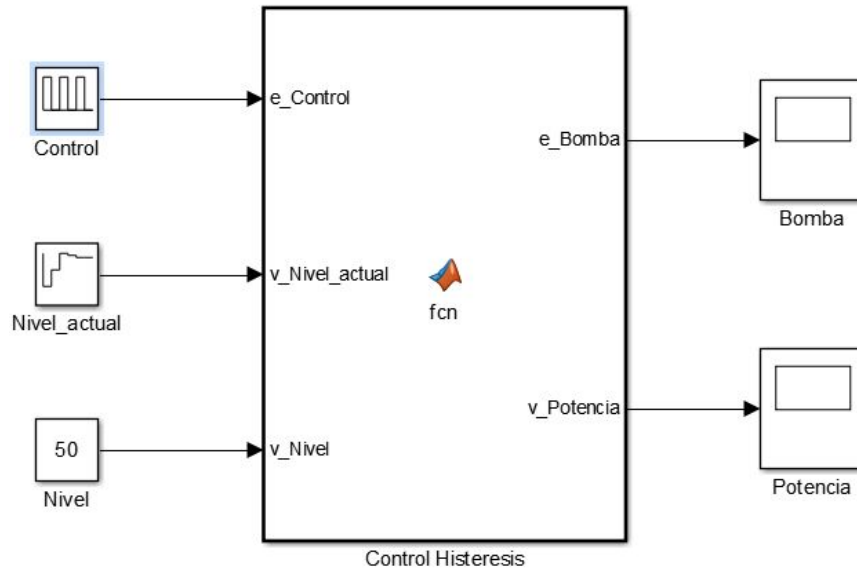 e_Control
Control
e_Bomba
Bomba
v_Nivel_actual
Nivel_actual
fcn
v_Potencia
Potencia
50
v_Nivel
Nivel
Control Histeresis